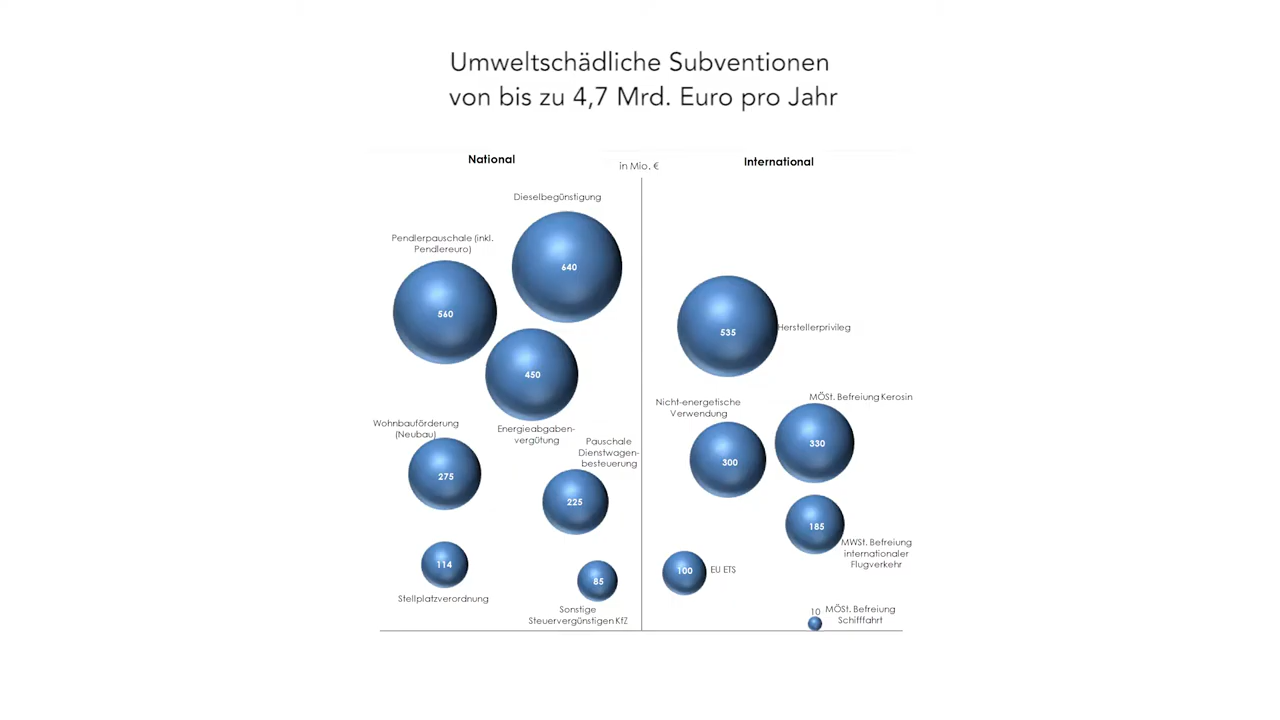 Umweltschädliche Subventionen
von bis zu 4,7 Mrd. Euro pro Jahr
National
in Mio. €
International
Dieselbegünstigung
640
Pendlerpauschale (inkl.
Pendlereuro)
560
450
Energieabgaben-
vergütung
Wohnbauförderung
(Neubau)
275
Pauschale
Dienstwagen-
besteuerung
225
114
Stellplatzverordnung
85
Sonstige
Steuervergünstigen KfZ
535
Herstellerprivileg
Nicht-energetische
Verwendung
300
MÖSt. Befreiung Kerosin
330
185
MWSt. Befreiung
internationaler
Flugverkehr
100
EU ETS
10
MÖSt. Befreiung
Schifffahrt